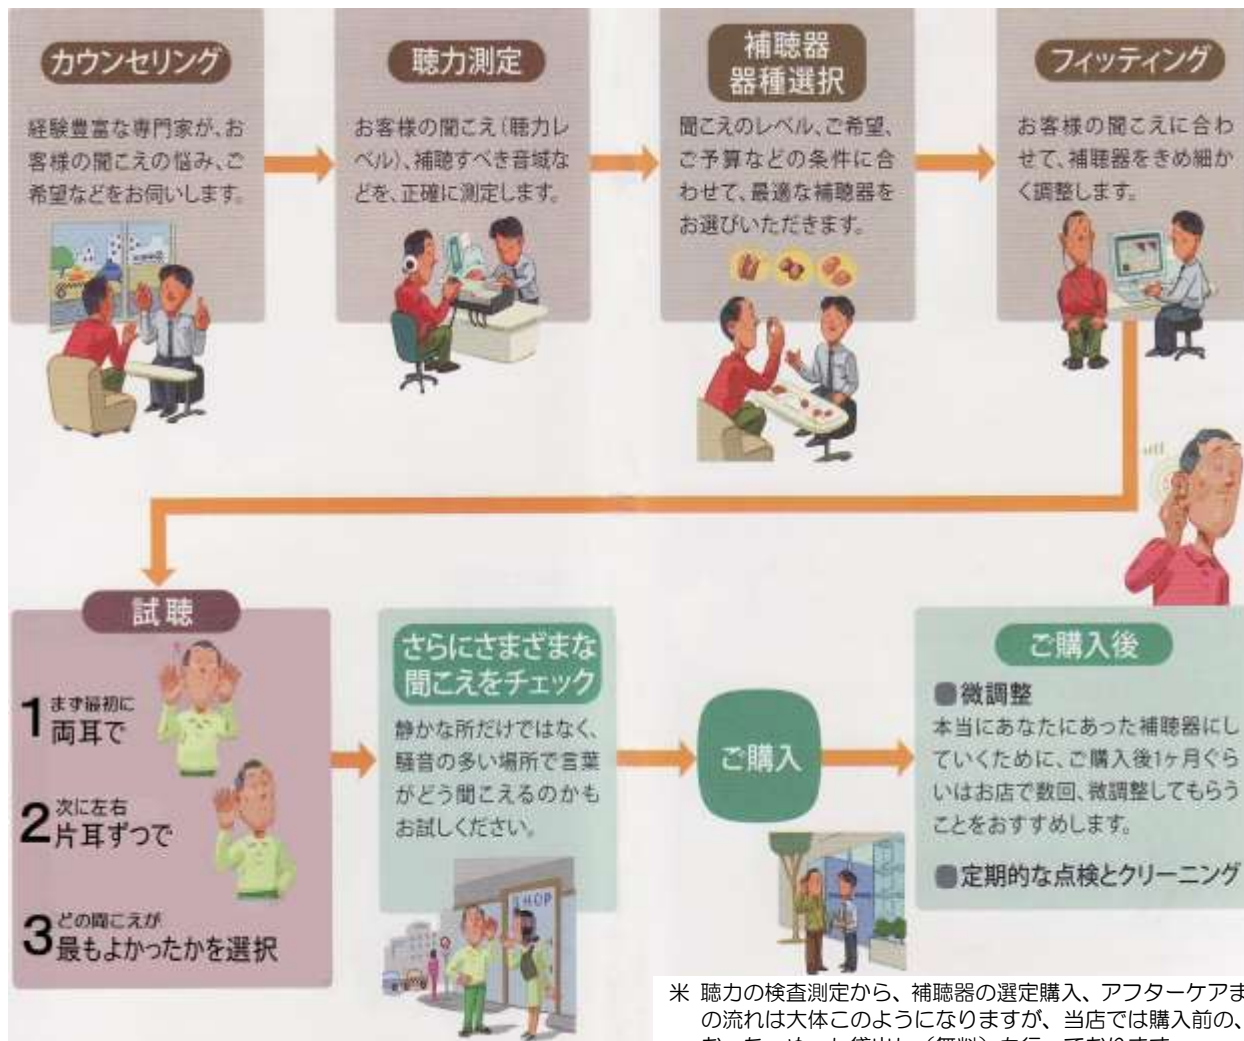 カウンセリング
経験豊富な専門家が、お
客様の聞こえの悩み、ご
希望などをお伺いします。
聴力測定
お客様の聞こえ(聴力レ
ベル)、補聴すべき音域な
どを、正確に測定します。
補聴器
器種選択
聞こえのレベル、ご希望、
ご予算などの条件に合
わせて、最適な補聴器を
お選びいただきます。
フィッティング
お客様の聞こえに合わ
せて、補聴器をきめ細か
く調整します。
試聴
1 まず最初に
両耳で
2 次に左右
片耳ずつで
3 どの聞こえが
最もよかったかを選択
さらにさまざまな
聞こえをチェック
静かな所だけではなく、
騒音の多い場所で言葉
がどう聞こえるのかも
お試しください。
SHOP
ご購入
ご購入後
■微調整
本当にあなたにあった補聴器にし
ていくために、ご購入後1ヶ月ぐら
いはお店で数回、微調整してもらう
ことをおすすめします。
■定期的な点検とクリーニング
米 聴力の検査測定から、補聴器の選定購入、アフターケアま
の流れは大体このようになりますが、当店では購入前の、